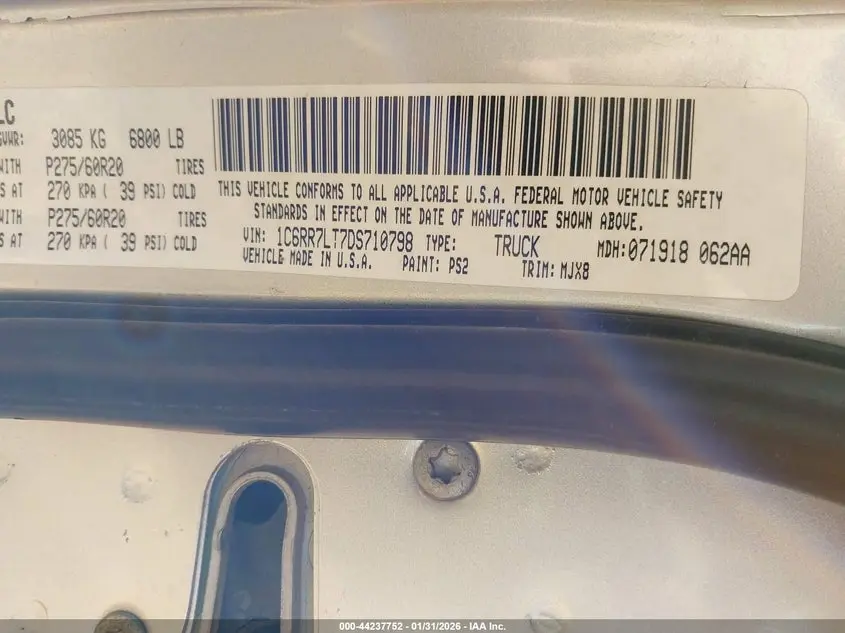 LC
GVWR: 3085 KG 6800 LB
WITH P275/60R20 TIRES
S AT 270 KPA ( 39 PSI) COLD
WITH P275/60R20 TIRES
S AT 270 KPA ( 39 PSI) COLD
THIS VEHICLE CONFORMS TO ALL APPLICABLE U.S.A. FEDERAL MOTOR VEHICLE SAFETY
STANDARDS IN EFFECT ON THE DATE OF MANUFACTURE SHOWN ABOVE.
VIN: 1C6RR7LT7DS710798 TYPE: TRUCK MDH:071918 062AA
VEHICLE MADE IN U.S.A. PAINT: PS2 TRIM: MJX8
000-44237752 - 01/31/2026 - IAA Inc.